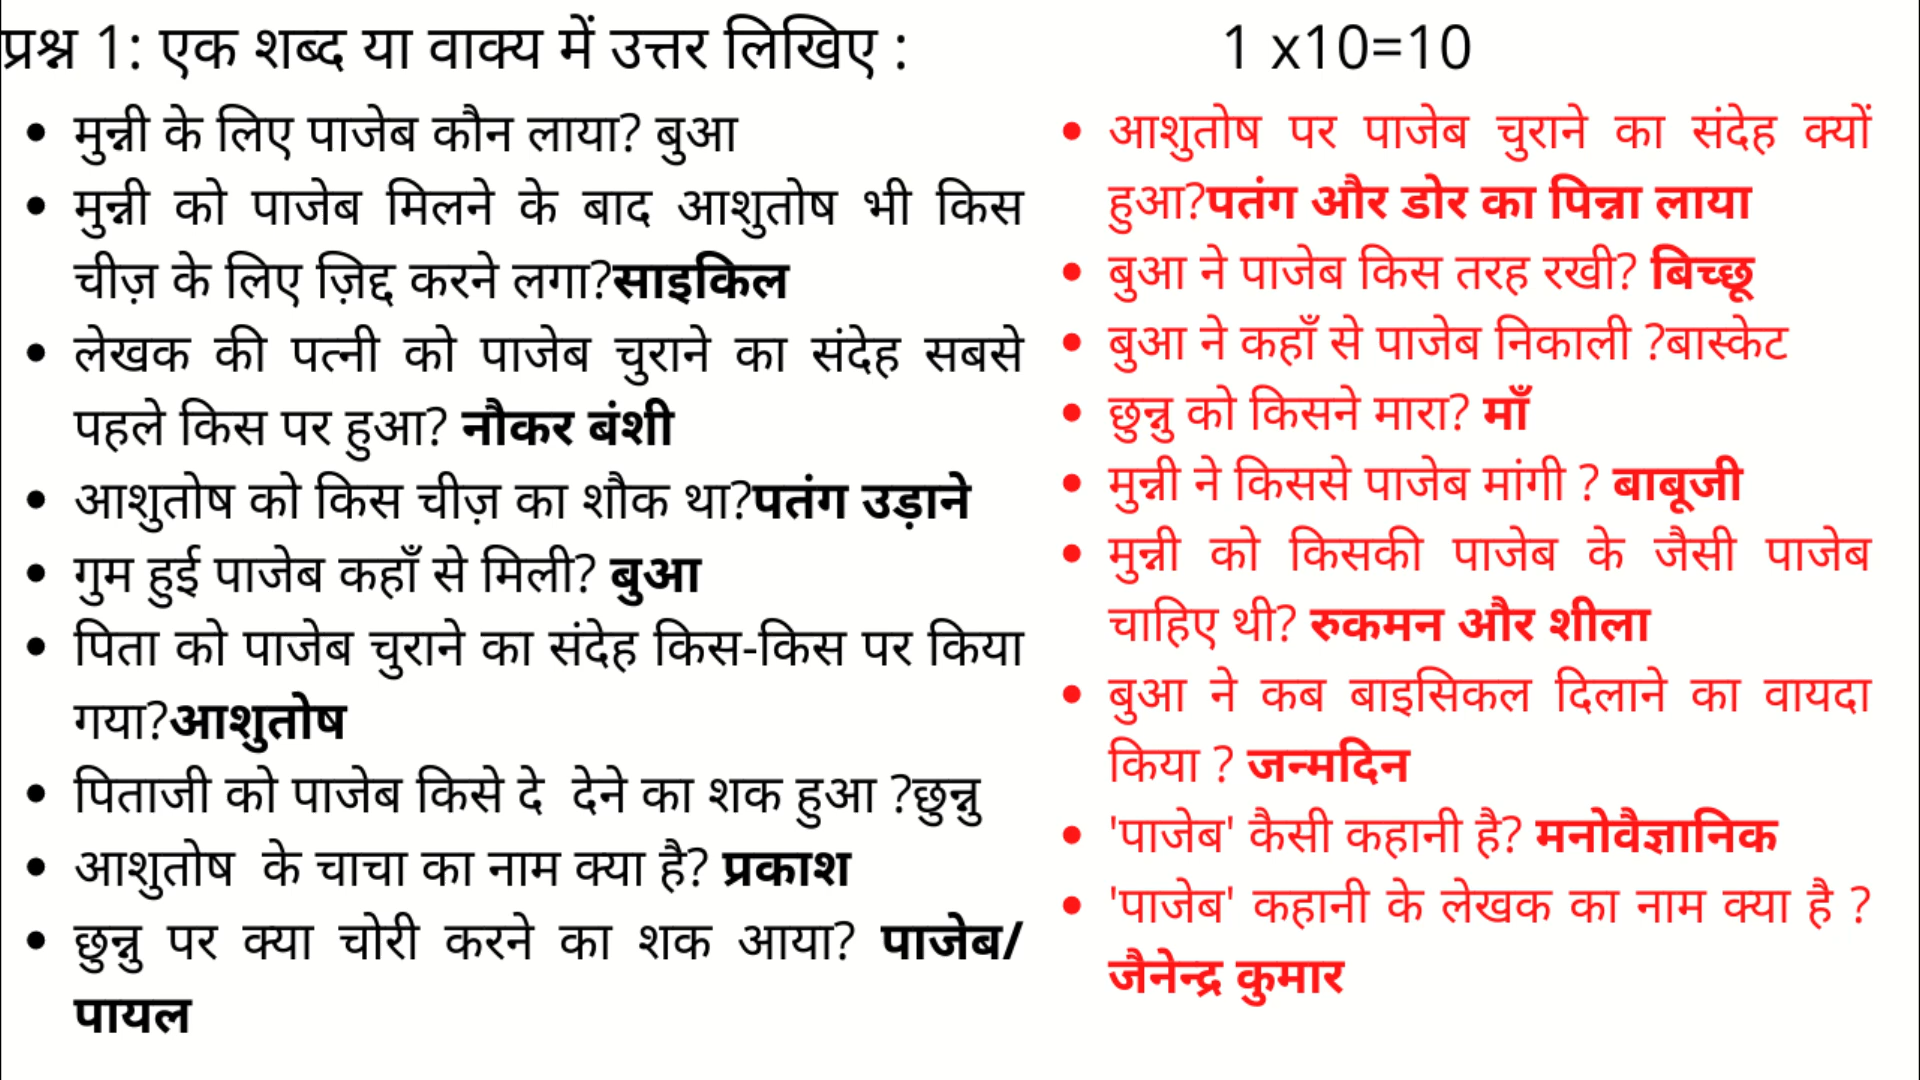 प्रश्न 1: एक शब्द या वाक्य में उत्तर लिखिए : 1 x10=10
• मुन्नी के लिए पाजेब कौन लाया? बुआ
• मुन्नी को पाजेब मिलने के बाद आशुतोष भी किस
चीज़ के लिए ज़िद्द करने लगा?साइकिल
• लेखक की पत्नी को पाजेब चुराने का संदेह सबसे
पहले किस पर हुआ? नौकर बंशी
• आशुतोष को किस चीज़ का शौक था?पतंग उड़ाने
• गुम हुई पाजेब कहाँ से मिली? बुआ
• पिता को पाजेब चुराने का संदेह किस-किस पर किया
गया?आशुतोष
• पिताजी को पाजेब किसे दे देने का शक हुआ ?छुन्नु
• आशुतोष के चाचा का नाम क्या है? प्रकाश
• छुन्नु पर क्या चोरी करने का शक आया? पाजेब/
पायल
• आशुतोष पर पाजेब चुराने का संदेह क्यों
हुआ?पतंग और डोर का पिन्ना लाया
• बुआ ने पाजेब किस तरह रखी? बिच्छू
• बुआ ने कहाँ से पाजेब निकाली ?बास्केट
• छुन्नु को किसने मारा? माँ
• मुन्नी ने किससे पाजेब मांगी ? बाबूजी
• मुन्नी को किसकी पाजेब के जैसी पाजेब
चाहिए थी? रुकमन और शीला
• बुआ ने कब बाइसिकल दिलाने का वायदा
किया ? जन्मदिन
• 'पाजेब' कैसी कहानी है? मनोवैज्ञानिक
• 'पाजेब' कहानी के लेखक का नाम क्या है ?
जैनेन्द्र कुमार